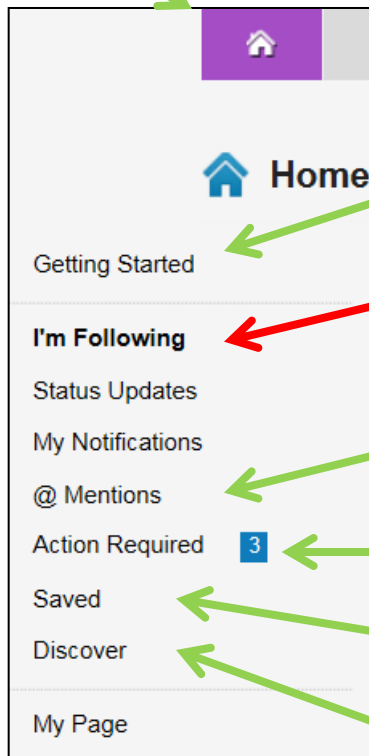 Home
Getting Started
I'm Following
Status Updates
My Notifications
@ Mentions
Action Required 3
Saved
Discover
My Page